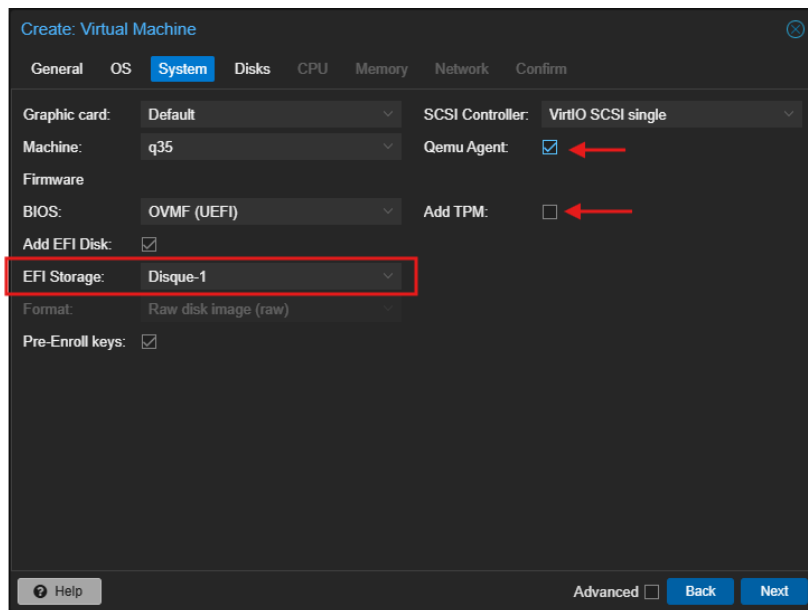 Create: Virtual Machine
General OS System Disks CPU Memory Network Confirm
Graphic card: Default SCSI Controller: VirtIO SCSI single
Machine: q35 Qemu Agent:
Firmware
BIOS: OVMF (UEFI) Add TPM:
Add EFI Disk:
EFI Storage: Disque-1
Format: Raw disk image (raw)
Pre-Enroll keys:
Help Advanced Back Next